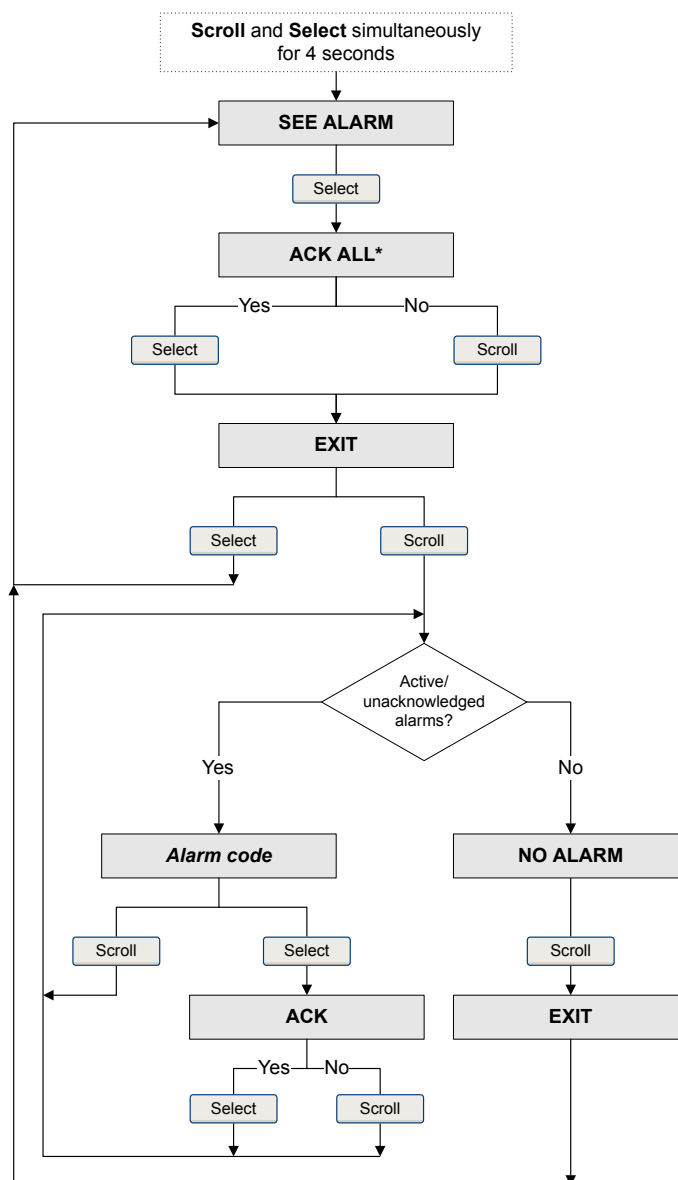 Scroll and Select simultaneously
for 4 seconds
SEE ALARM
Select
ACK ALL*
Yes No
Select Scroll
EXIT
Select Scroll
Active/
unacknowledged
alarms?
Yes No
Alarm code NO ALARM
Scroll Select Scroll
ACK EXIT
Yes No
Select Scroll